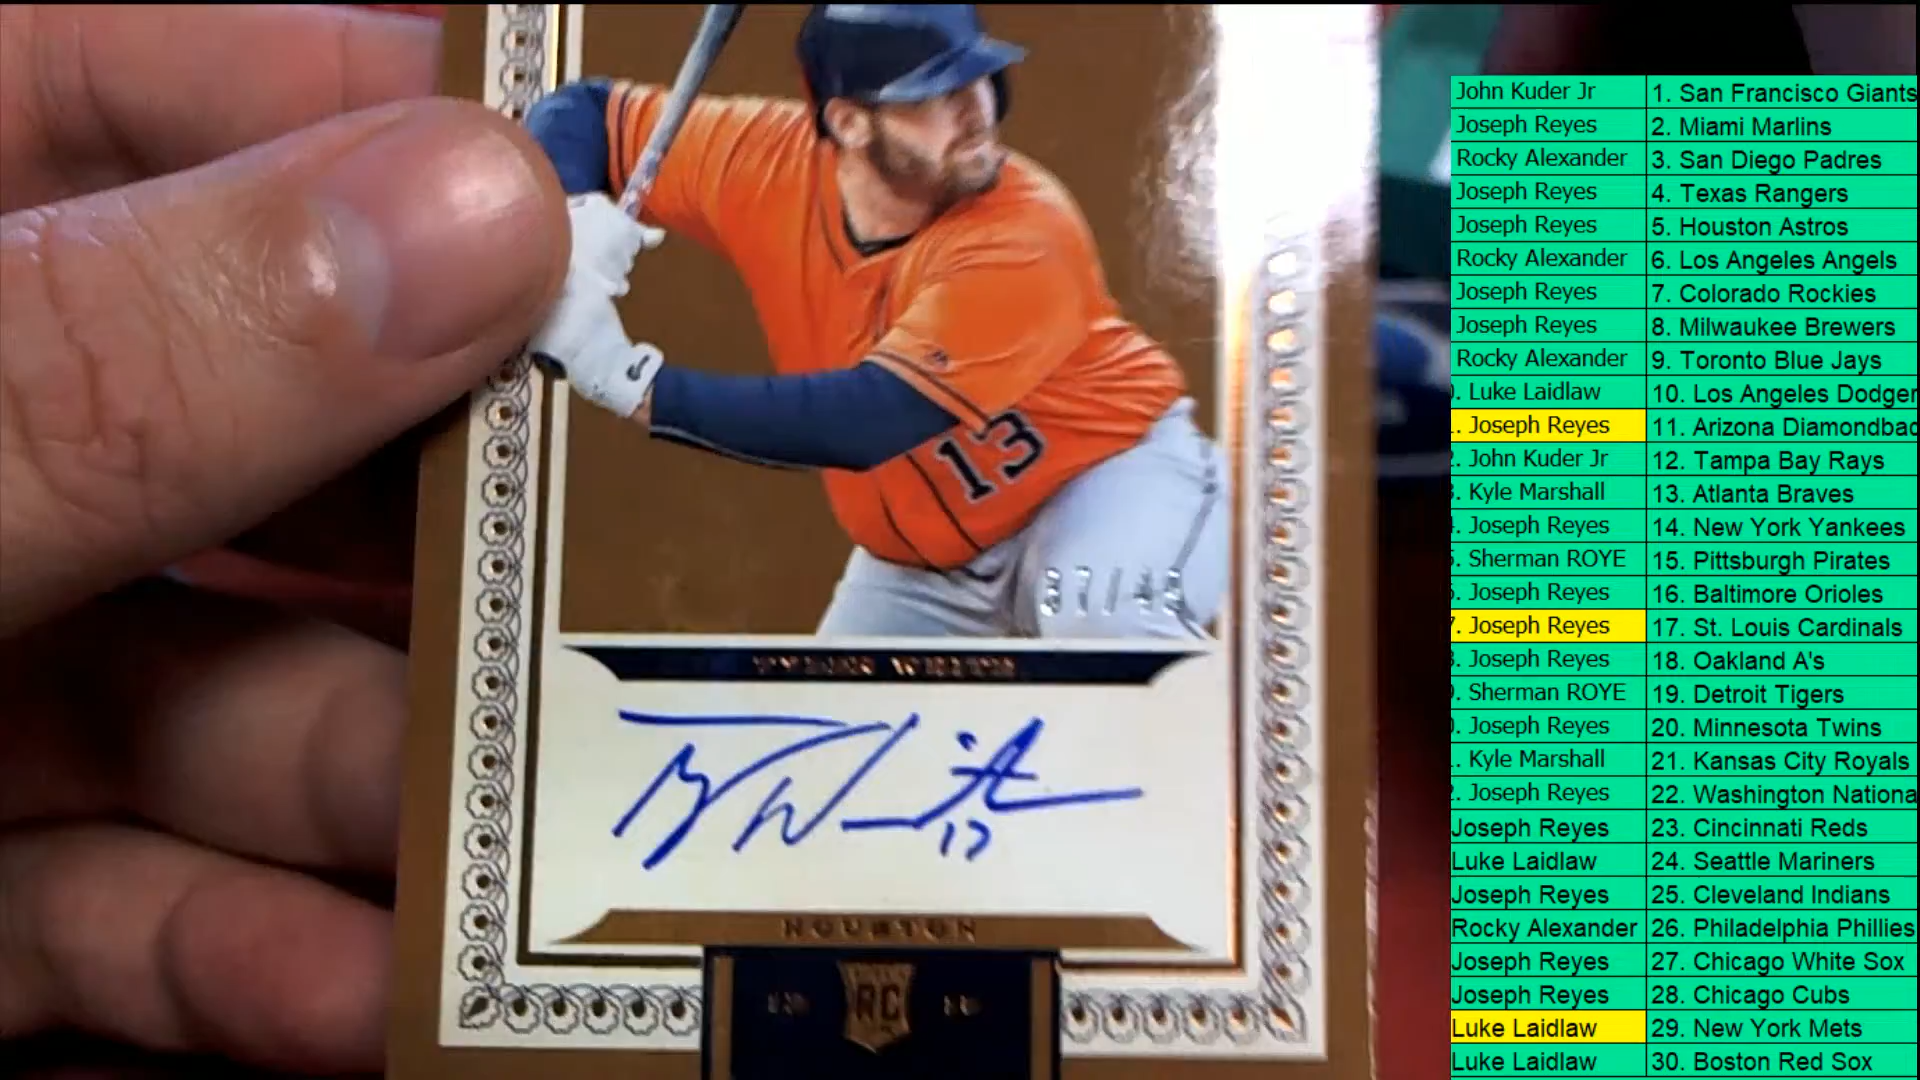 13
TYLER WHITE
HOUSTON
RC
John Kuder Jr 1. San Francisco Giants
Joseph Reyes 2. Miami Marlins
Rocky Alexander 3. San Diego Padres
Joseph Reyes 4. Texas Rangers
Joseph Reyes 5. Houston Astros
Rocky Alexander 6. Los Angeles Angels
Joseph Reyes 7. Colorado Rockies
Joseph Reyes 8. Milwaukee Brewers
Rocky Alexander 9. Toronto Blue Jays
. Luke Laidlaw 10. Los Angeles Dodger
. Joseph Reyes 11. Arizona Diamondbac
. John Kuder Jr 12. Tampa Bay Rays
. Kyle Marshall 13. Atlanta Braves
. Joseph Reyes 14. New York Yankees
. Sherman ROYE 15. Pittsburgh Pirates
. Joseph Reyes 16. Baltimore Orioles
. Joseph Reyes 17. St. Louis Cardinals
. Joseph Reyes 18. Oakland A's
. Sherman ROYE 19. Detroit Tigers
. Joseph Reyes 20. Minnesota Twins
. Kyle Marshall 21. Kansas City Royals
. Joseph Reyes 22. Washington Nationa
Joseph Reyes 23. Cincinnati Reds
Luke Laidlaw 24. Seattle Mariners
Joseph Reyes 25. Cleveland Indians
Rocky Alexander 26. Philadelphia Phillies
Joseph Reyes 27. Chicago White Sox
Joseph Reyes 28. Chicago Cubs
Luke Laidlaw 29. New York Mets
Luke Laidlaw 30. Boston Red Sox